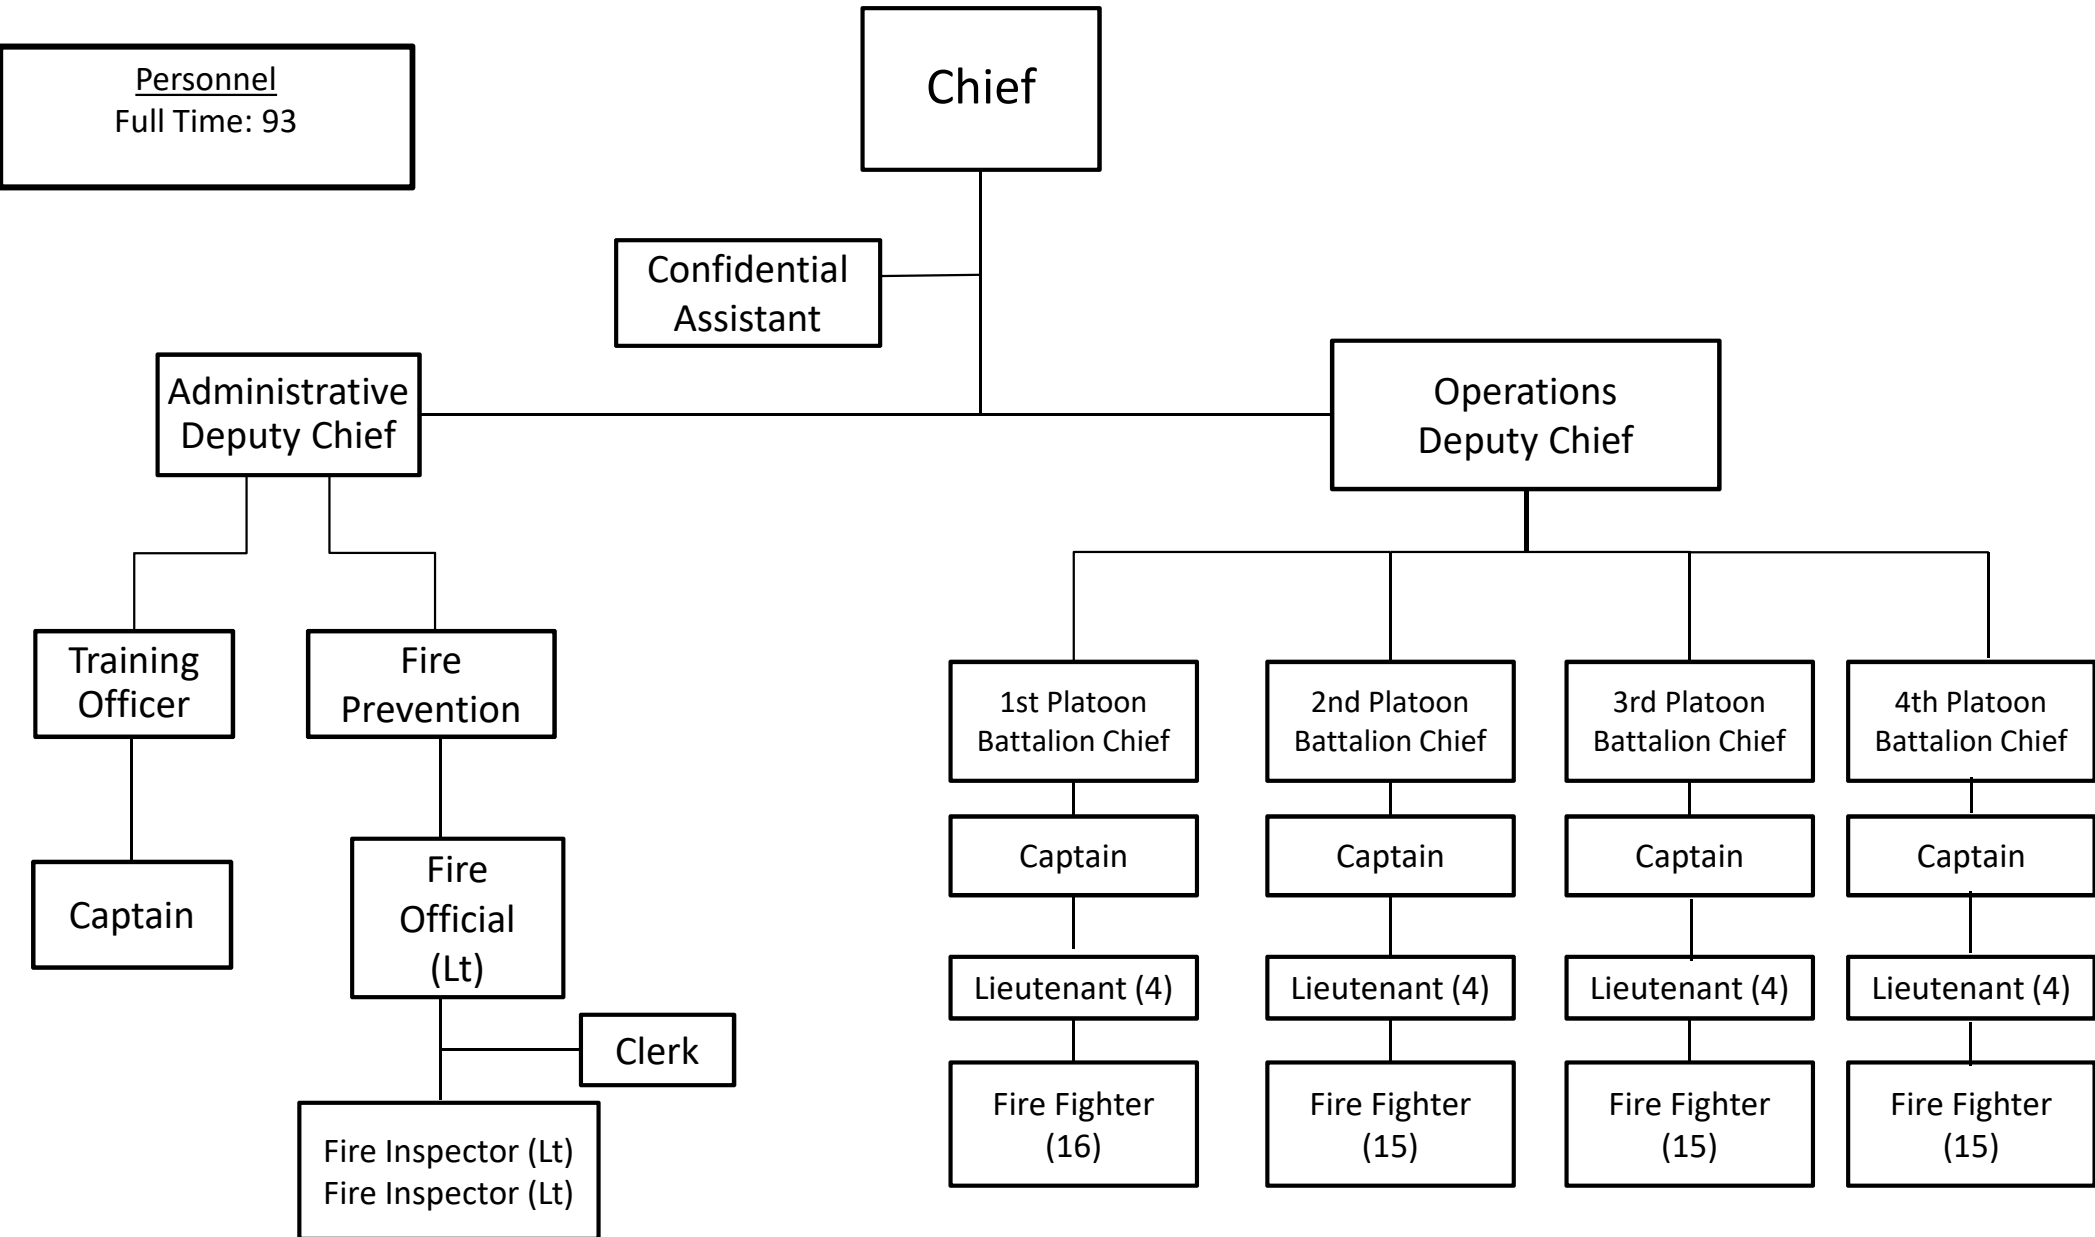 Personnel
Full Time: 93
Chief
Confidential
Assistant
Administrative
Deputy Chief
Operations
Deputy Chief
Training
Officer
Fire
Prevention
1st Platoon
Battalion Chief
2nd Platoon
Battalion Chief
3rd Platoon
Battalion Chief
4th Platoon
Battalion Chief
Captain
Captain
Captain
Captain
Captain
Fire
Official
(Lt)
Lieutenant (4)
Lieutenant (4)
Lieutenant (4)
Lieutenant (4)
Clerk
Fire Inspector (Lt)
Fire Inspector (Lt)
Fire Fighter
(16)
Fire Fighter
(15)
Fire Fighter
(15)
Fire Fighter
(15)